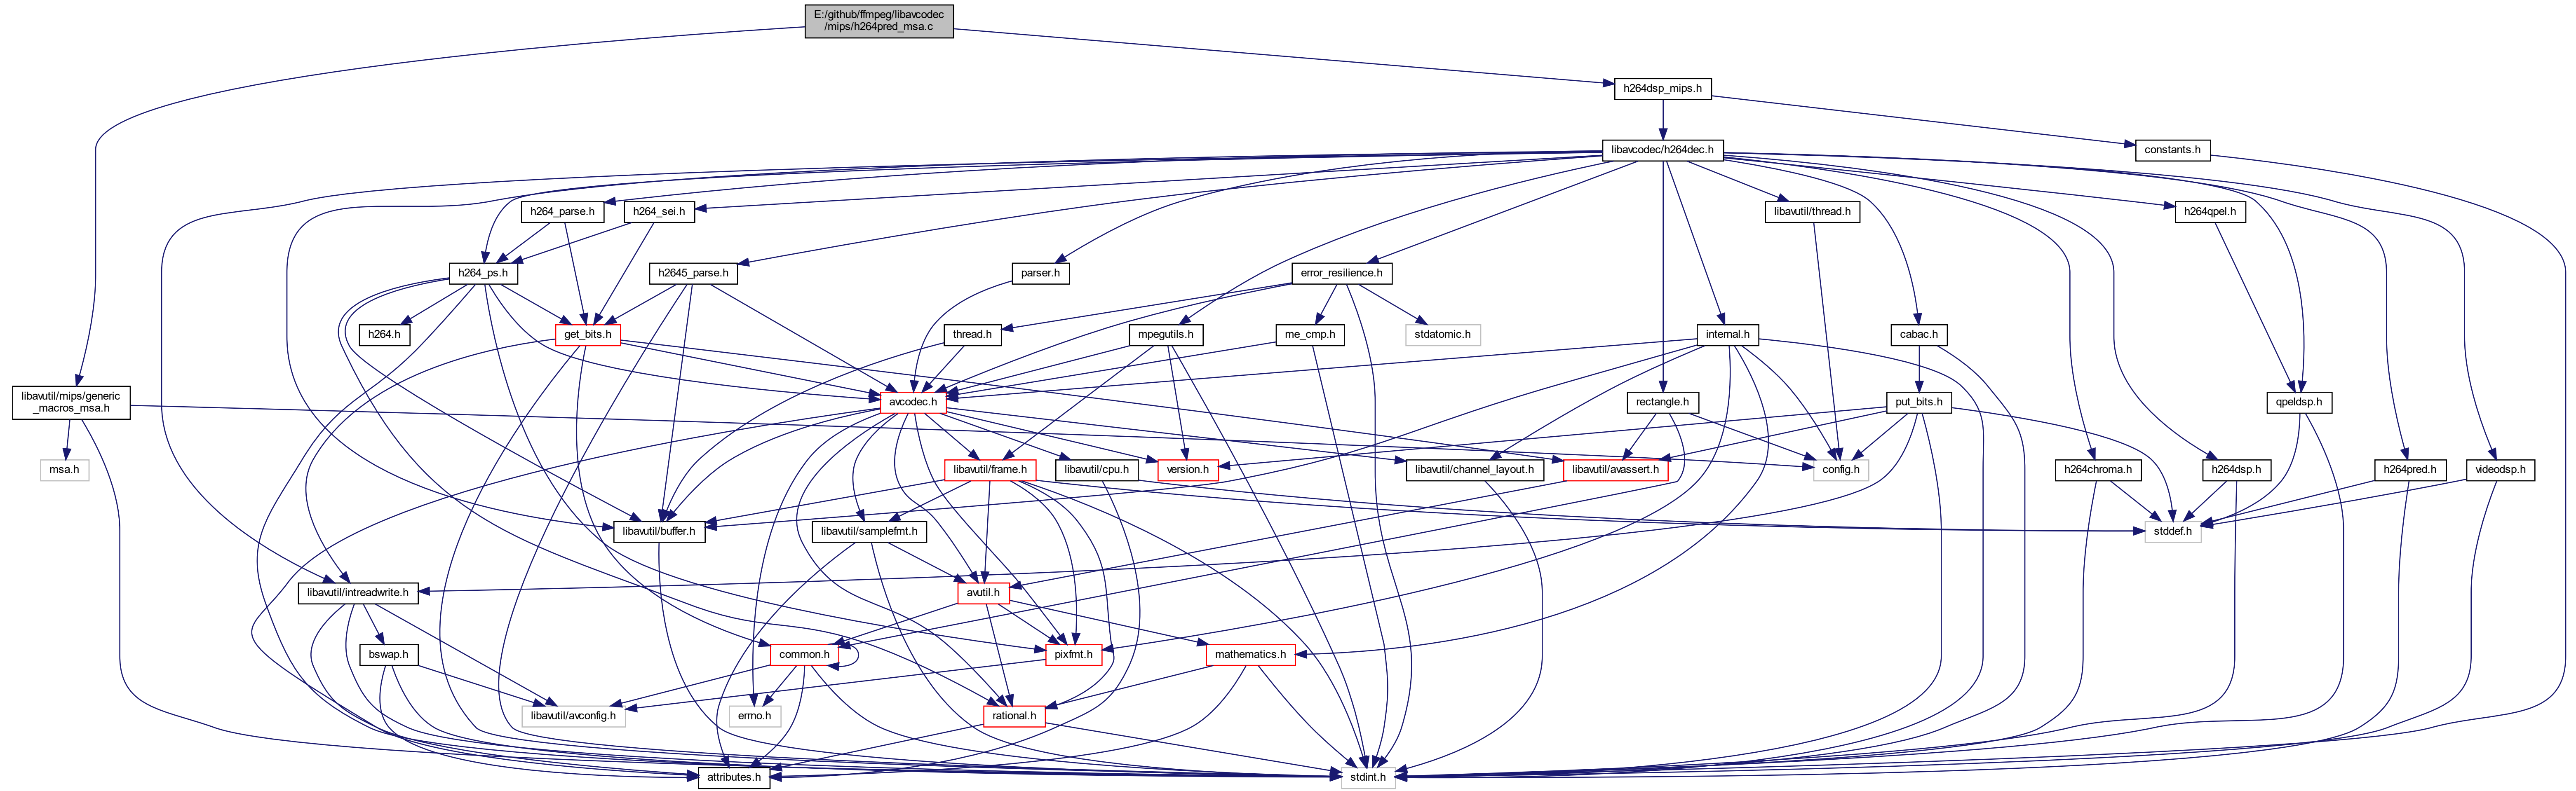 E:/github/ffmpeg/libavcodec
/mips/h264pred_msa.c
h264dsp_mips.h
libavcodec/h264dec.h
constants.h
h264_parse.h
h264_sei.h
libavutil/thread.h
h264qpel.h
h264_ps.h
h2645_parse.h
parser.h
error_resilience.h
h264.h
get_bits.h
thread.h
mpegutils.h
me_cmp.h
stdatomic.h
internal.h
cabac.h
libavutil/mips/generic
_macros_msa.h
avcodec.h
rectangle.h
put_bits.h
qpeldsp.h
msa.h
libavutil/frame.h
libavutil/cpu.h
version.h
libavutil/channel_layout.h
libavutil/avassert.h
config.h
h264chroma.h
h264dsp.h
h264pred.h
videodsp.h
libavutil/buffer.h
libavutil/samplefmt.h
stddef.h
libavutil/intreadwrite.h
avutil.h
bswap.h
common.h
pixfmt.h
mathematics.h
libavutil/avconfig.h
errno.h
rational.h
attributes.h
stdint.h